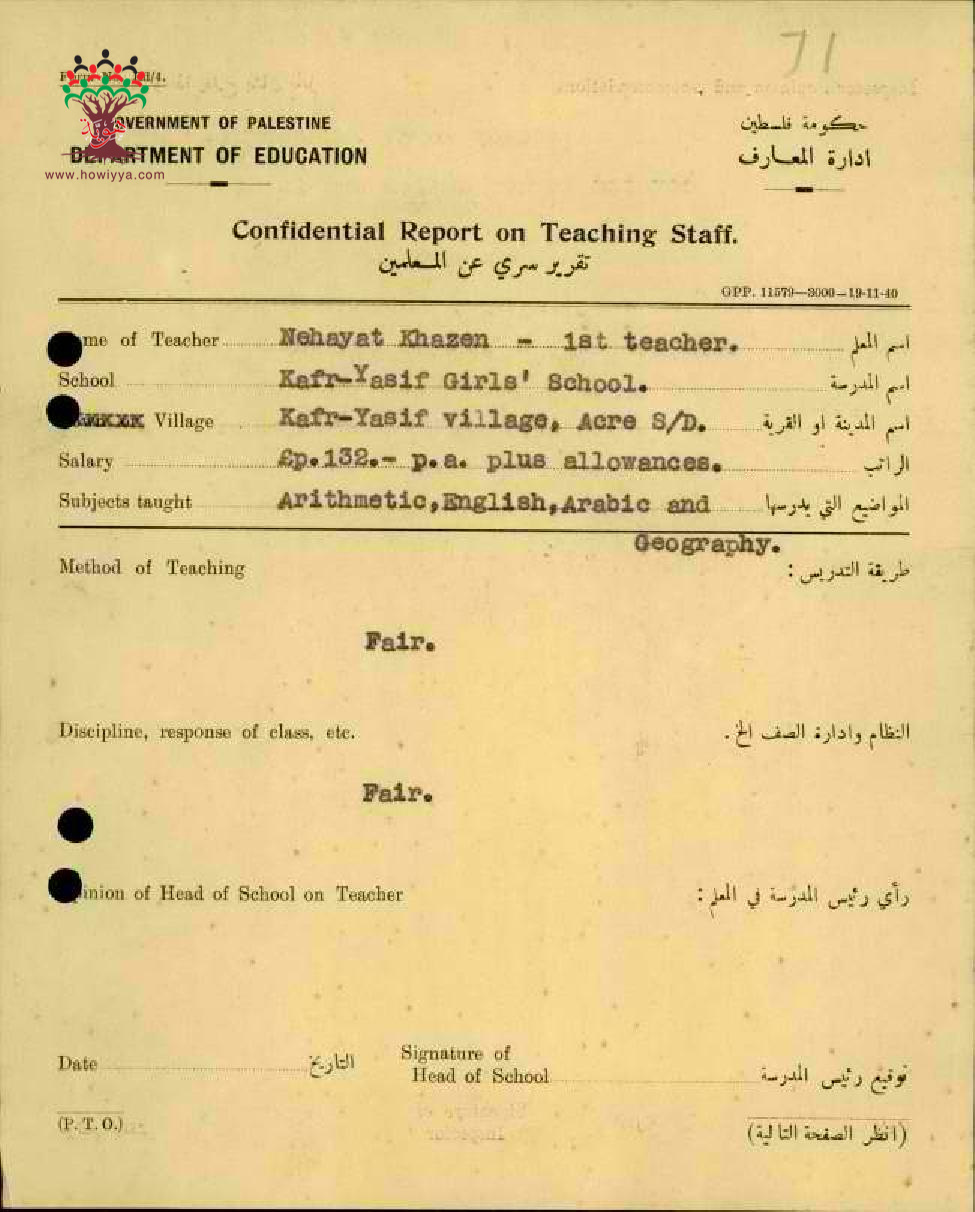 71
GOVERNMENT OF PALESTINE
حكومة فلسطين
DEPARTMENT OF EDUCATION
ادارة المعارف
www.howiyya.com
Confidential Report on Teaching Staff.
تقرير سري عن المعلمين
GPP. 11579—3000—19-11-40
me of Teacher Nehayat Khazen - 1st teacher. اسم المعلم
School Kafr-Yasif Girls' School. اسم المدرسة
Village Kafr-Yasif village, Acre S/D. اسم المدينة او القرية
Salary £p.132.- p.a. plus allowances. الراتب
Subjects taught Arithmetic,English,Arabic and المواضيع التي يدرسها
Geography.
Method of Teaching طريقة التدريس :
Fair.
Discipline, response of class, etc. النظام وادارة الصف الخ .
Fair.
inion of Head of School on Teacher رأي رئيس المدرسة في المعلم :
Signature of
Date التاريخ Head of School توقيع رئيس المدرسة
(P. T. O.) (انظر الصفحة التالية)